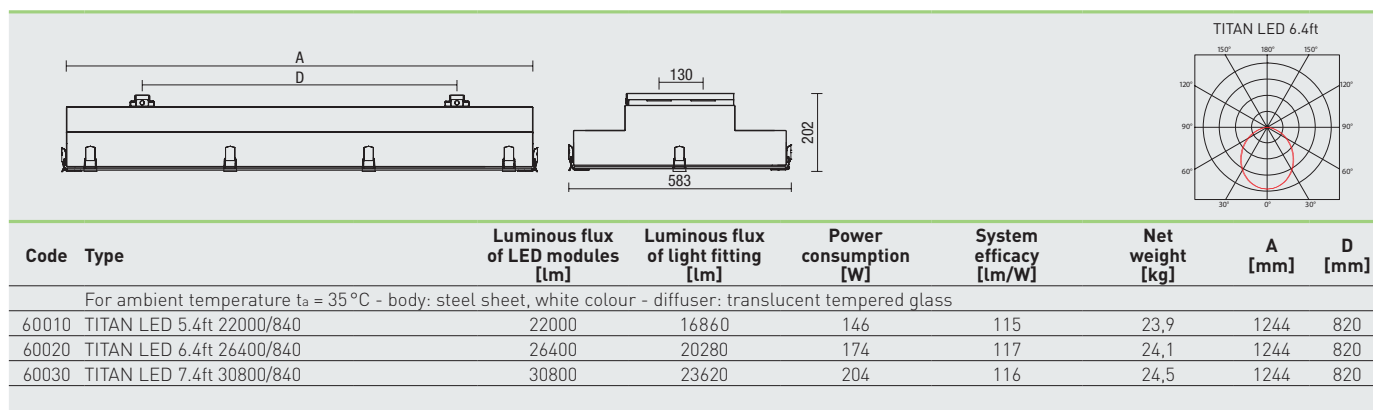 TITAN LED 6.4ft
150° 180° 150°
120° 120°
90° 90°
60° 60°
30° 0° 30°
A
D
130
202
583
Code Type Luminous flux of LED modules [lm] Luminous flux of light fitting [lm] Power consumption [W] System efficacy [lm/W] Net weight [kg] A [mm] D [mm]
For ambient temperature ta = 35°C - body: steel sheet, white colour - diffuser: translucent tempered glass
60010 TITAN LED 5.4ft 22000/840 22000 16860 146 115 23,9 1244 820
60020 TITAN LED 6.4ft 26400/840 26400 20280 174 117 24,1 1244 820
60030 TITAN LED 7.4ft 30800/840 30800 23620 204 116 24,5 1244 820